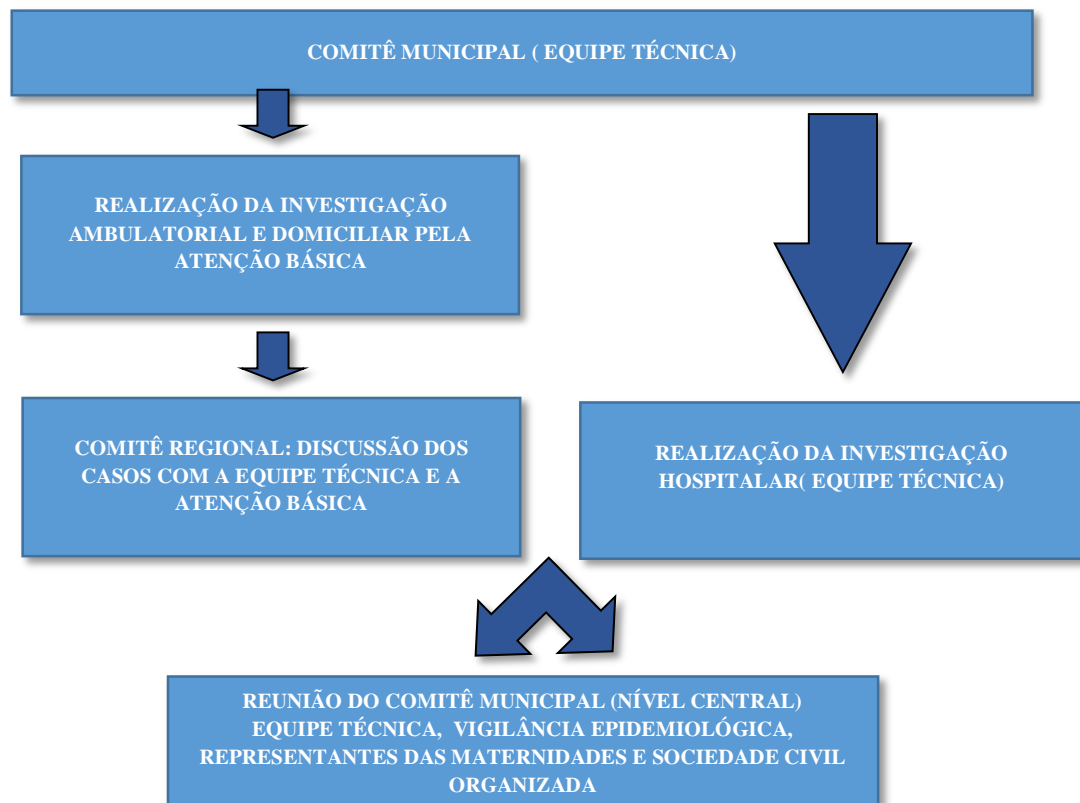 COMITÊ MUNICIPAL ( EQUIPE TÉCNICA)
REALIZAÇÃO DA INVESTIGAÇÃO
AMBULATORIAL E DOMICILIAR PELA
ATENÇÃO BÁSICA
COMITÊ REGIONAL: DISCUSSÃO DOS
CASOS COM A EQUIPE TÉCNICA E A
ATENÇÃO BÁSICA
REALIZAÇÃO DA INVESTIGAÇÃO
HOSPITALAR( EQUIPE TÉCNICA)
REUNIÃO DO COMITÊ MUNICIPAL (NÍVEL CENTRAL)
EQUIPE TÉCNICA, VIGILÂNCIA EPIDEMIOLÓGICA,
REPRESENTANTES DAS MATERNIDADES E SOCIEDADE CIVIL
ORGANIZADA